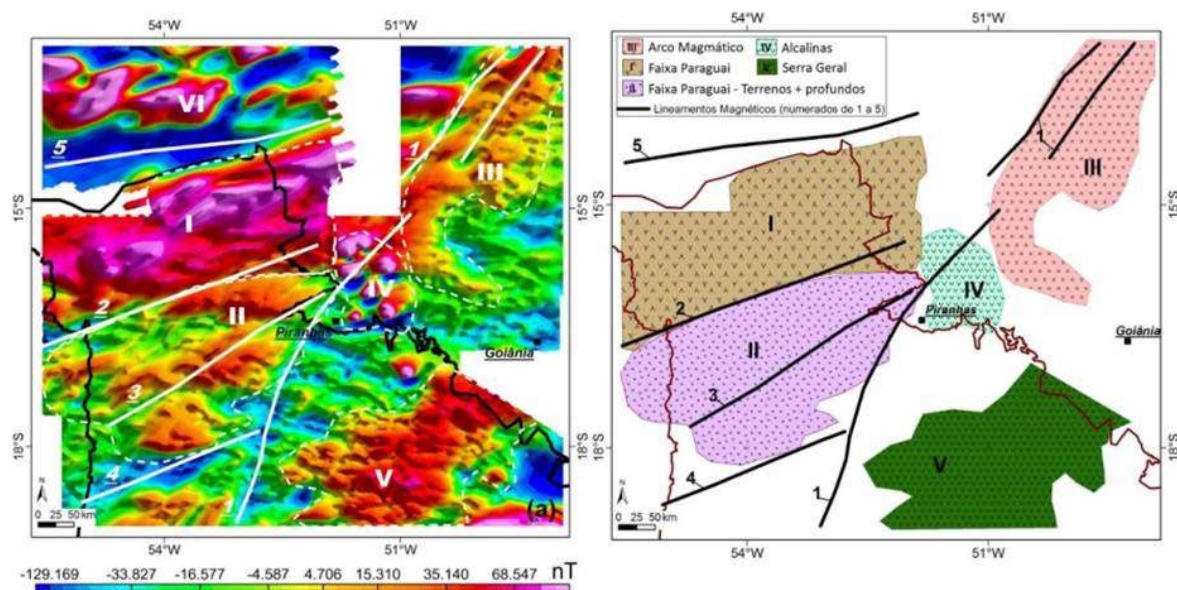 54°W
51°W
VI
5
1
III
I
15°S
2
IV
II
Piranhas
Goiânia
3
18°S
V
4
1
(a)
N
0 25 50 km
54°W
51°W
-129.169 -33.827 -16.577 -4.587 4.706 15.310 35.140 68.547 nT
54°W
51°W
III Arco Magmático
IV Alcalinas
I Faixa Paraguai
V Serra Geral
II Faixa Paraguai - Terrenos + profundos
Lineamentos Magnéticos (numerados de 1 a 5)
5
1
III
15°S
15°S
I
2
IV
Piranhas
Goiânia
II
3
18°S
18°S
V
4
1
N
0 25 50 km
54°W
51°W